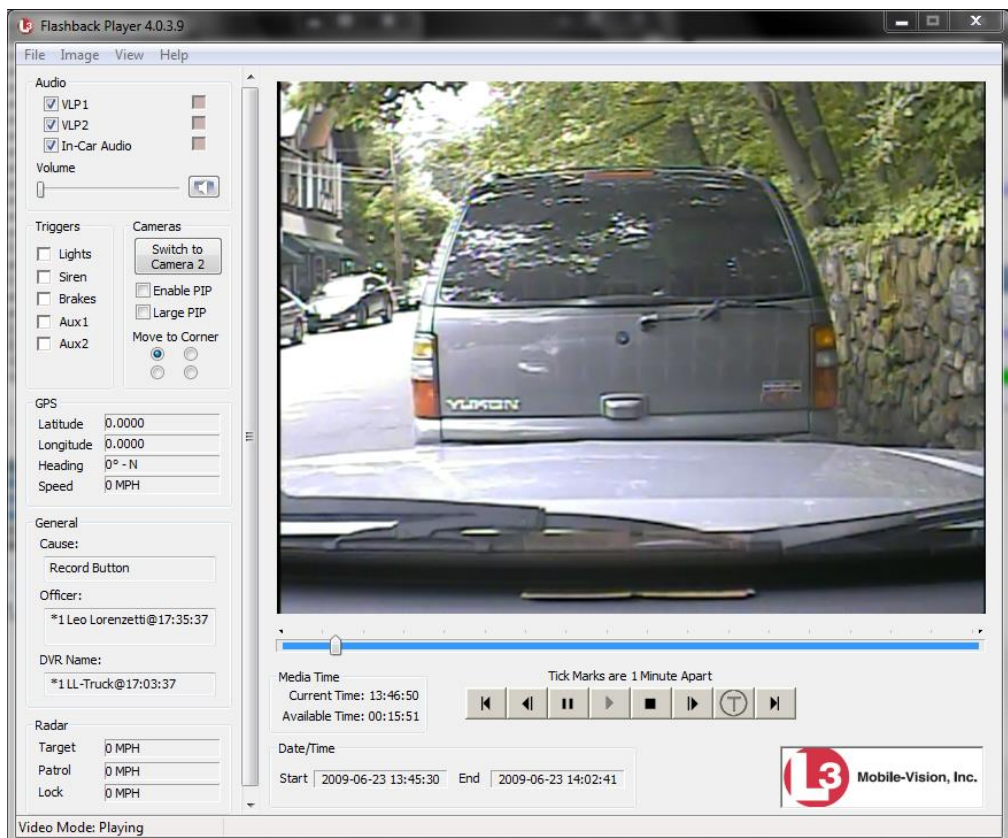 Flashback Player 4.0.3.9
File Image View Help
Audio
VLP1
VLP2
In-Car Audio
Volume
Triggers
Lights
Siren
Brakes
Aux1
Aux2
Cameras
Switch to
Camera 2
Enable PIP
Large PIP
Move to Corner
GPS
Latitude 0.0000
Longitude 0.0000
Heading 0° - N
Speed 0 MPH
General
Cause:
Record Button
Officer:
*1 Leo Lorenzetti@17:35:37
DVR Name:
*1 LL-Truck@17:03:37
Radar
Target 0 MPH
Patrol 0 MPH
Lock 0 MPH
Video Mode: Playing
YUKON
Media Time
Current Time: 13:46:50
Available Time: 00:15:51
Tick Marks are 1 Minute Apart
T
Date/Time
Start 2009-06-23 13:45:30 End 2009-06-23 14:02:41
L3 Mobile-Vision, Inc.